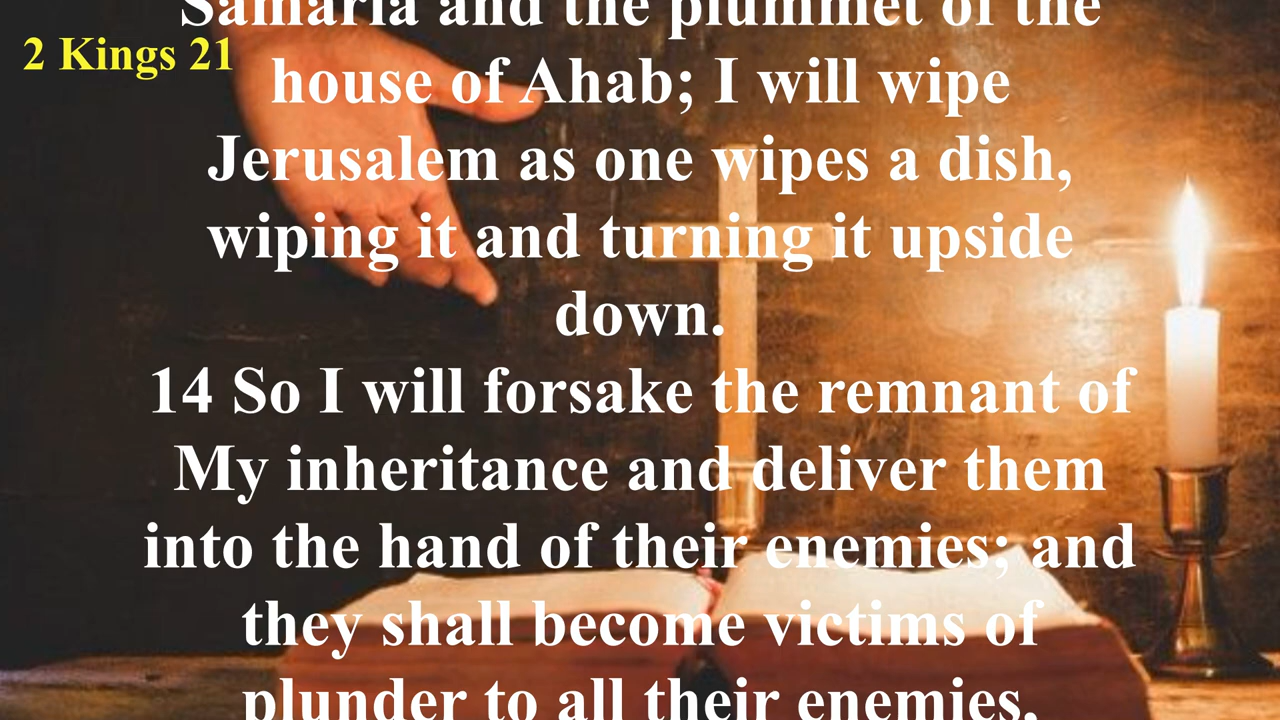 2 Kings 21
Samaria and the plummet of the
house of Ahab; I will wipe
Jerusalem as one wipes a dish,
wiping it and turning it upside
down.
14 So I will forsake the remnant of
My inheritance and deliver them
into the hand of their enemies; and
they shall become victims of
plunder to all their enemies,